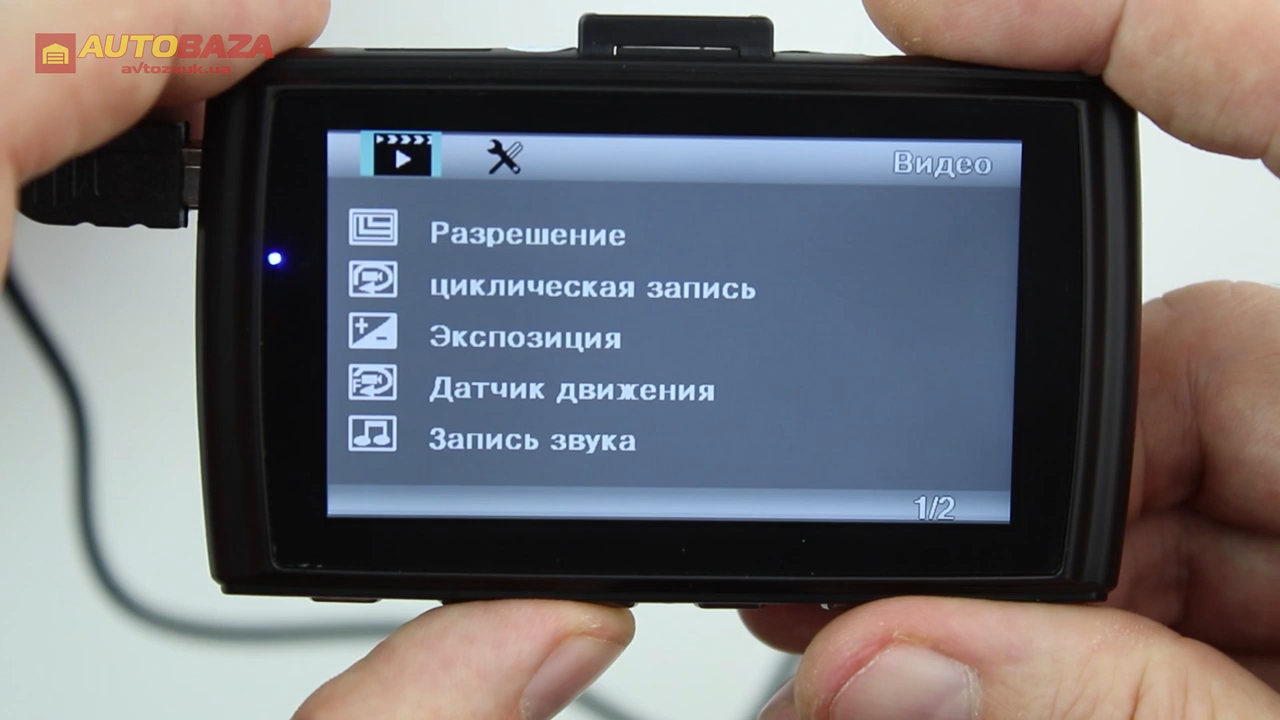 AUTOBAZA
avtozvuk.ua
Видео
Разрешение
циклическая запись
Экспозиция
Датчик движения
Запись звука
1/2